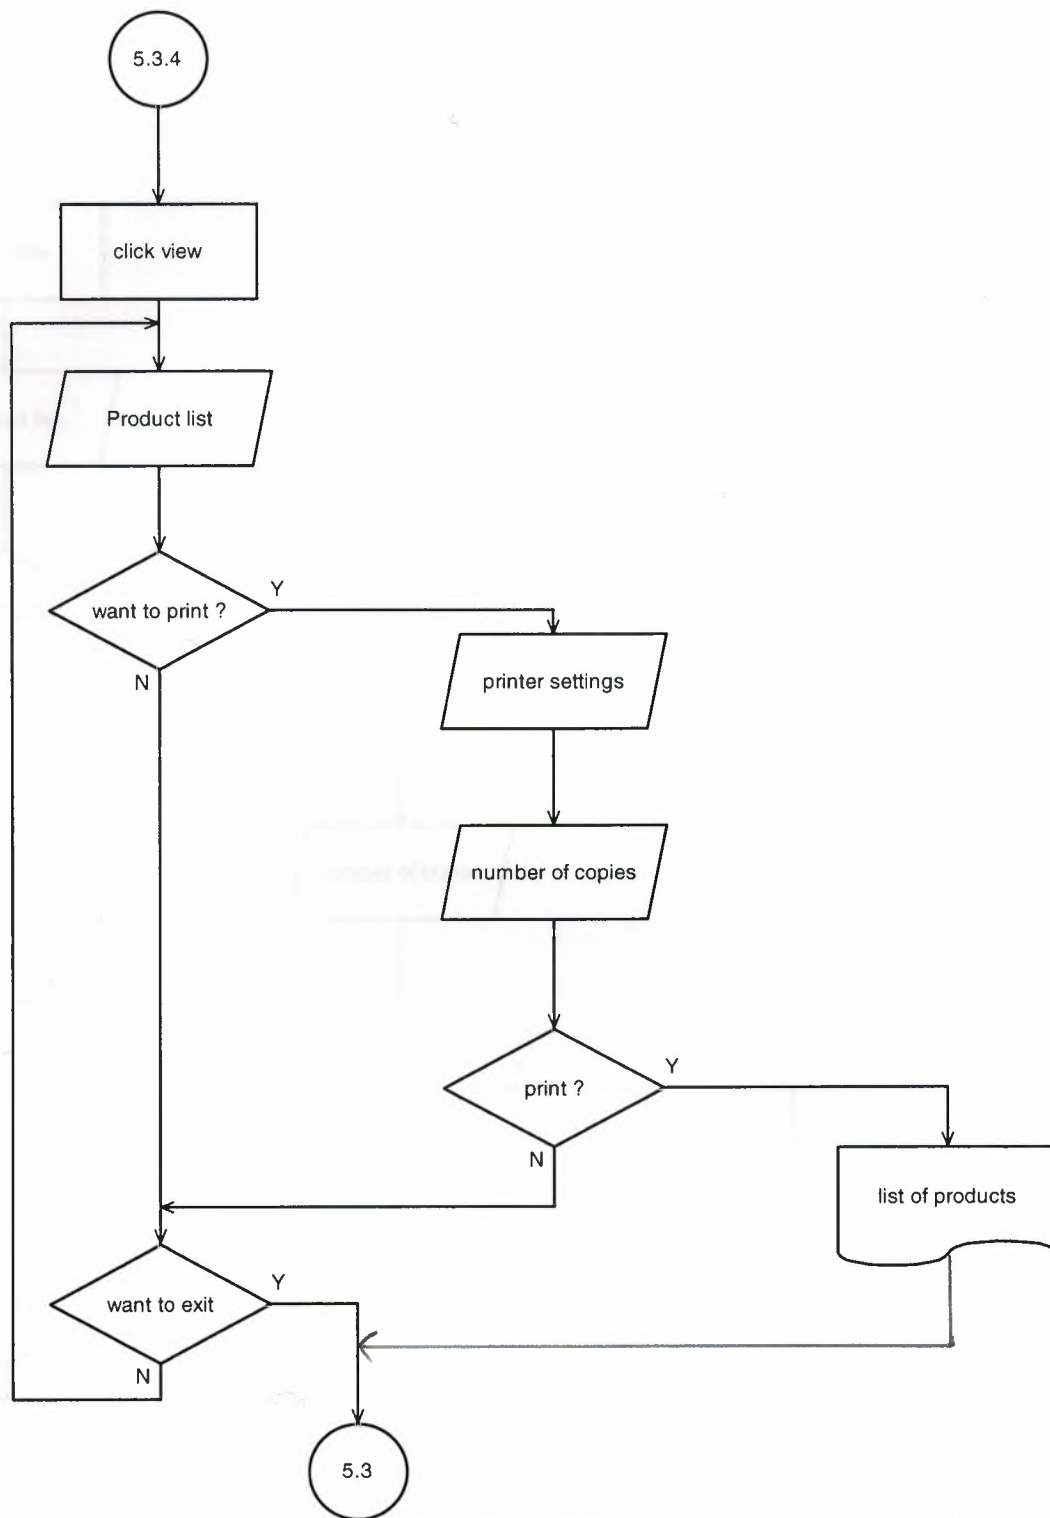 5.3.4
click view
Product list
want to print ?
Y
N
printer settings
number of copies
print ?
Y
N
list of products
want to exit
Y
N
5.3